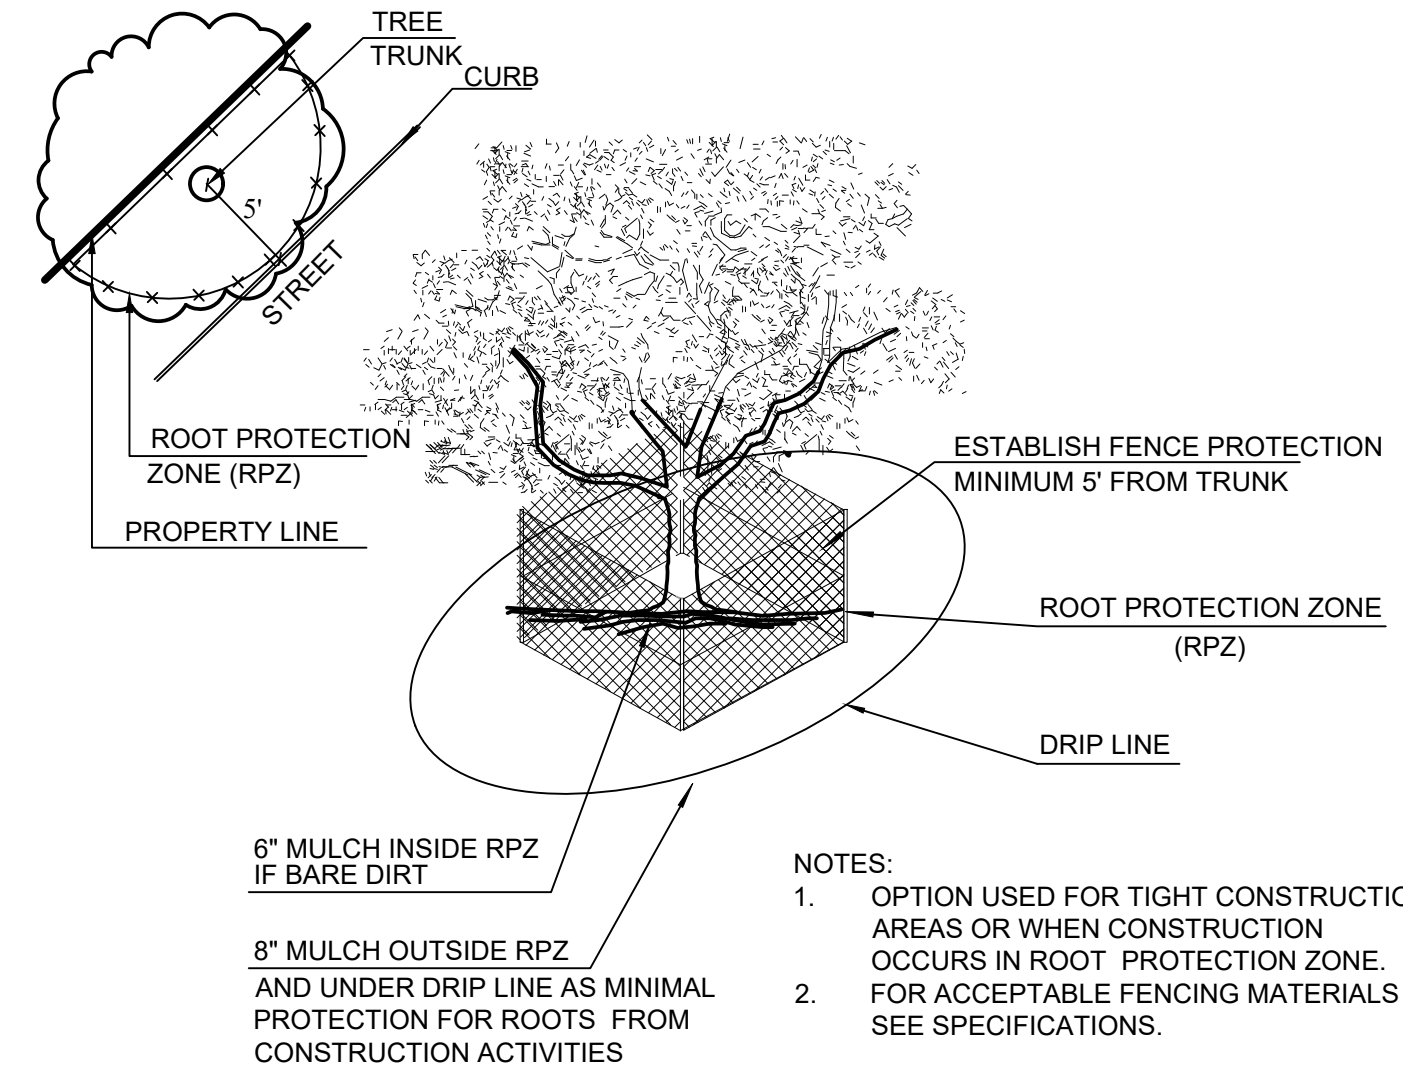 TREE
TRUNK
CURB
5'
STREET
ROOT PROTECTION
ZONE (RPZ)
PROPERTY LINE
ESTABLISH FENCE PROTECTION
MINIMUM 5' FROM TRUNK
ROOT PROTECTION ZONE
(RPZ)
DRIP LINE
6" MULCH INSIDE RPZ
IF BARE DIRT
8" MULCH OUTSIDE RPZ
AND UNDER DRIP LINE AS MINIMAL
PROTECTION FOR ROOTS FROM
CONSTRUCTION ACTIVITIES
NOTES:
1. OPTION USED FOR TIGHT CONSTRUCTIO
AREAS OR WHEN CONSTRUCTION
OCCURS IN ROOT PROTECTION ZONE.
2. FOR ACCEPTABLE FENCING MATERIALS
SEE SPECIFICATIONS.